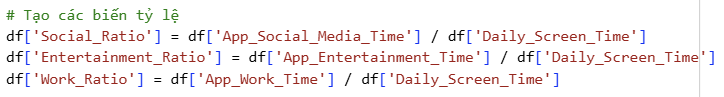 # Tạo các biến tỷ lệ
df['Social_Ratio'] = df['App_Social_Media_Time'] / df['Daily_Screen_Time']
df['Entertainment_Ratio'] = df['App_Entertainment_Time'] / df['Daily_Screen_Time']
df['Work_Ratio'] = df['App_Work_Time'] / df['Daily_Screen_Time']